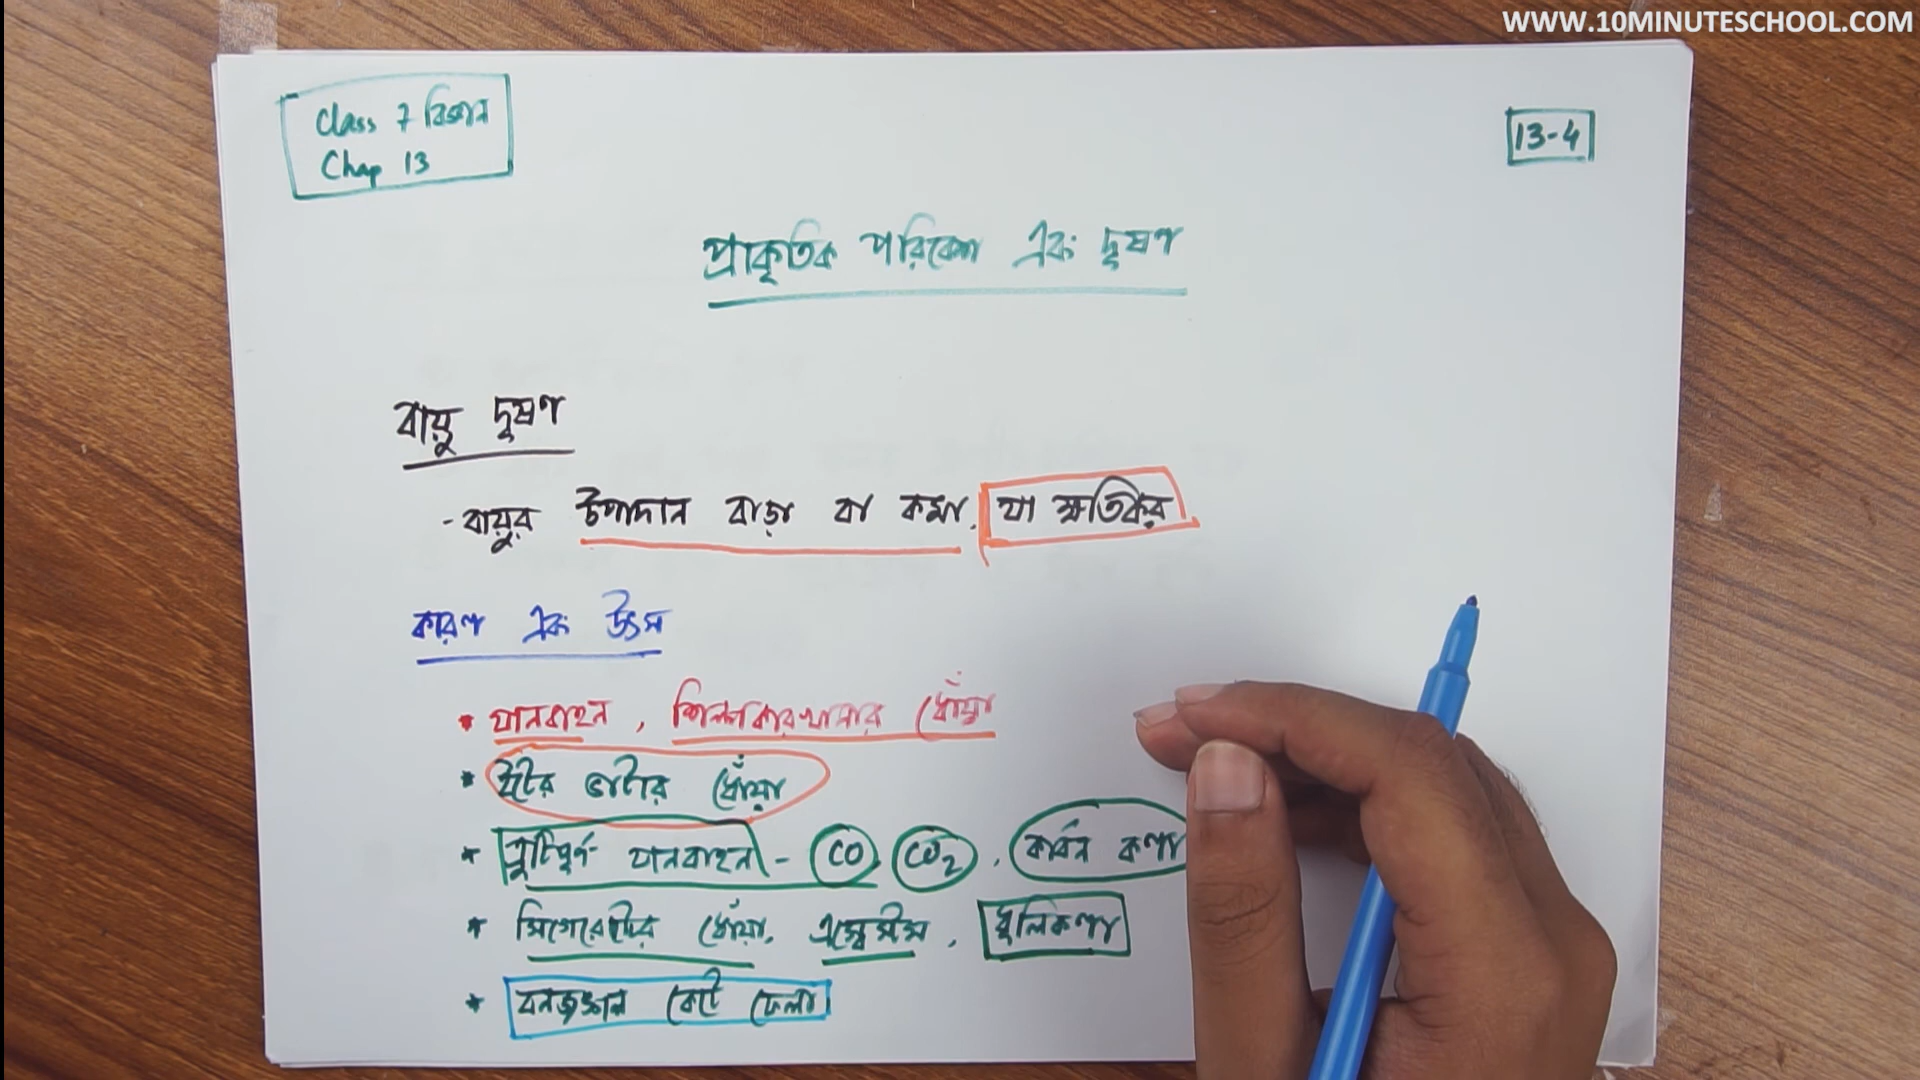 WWW.10MINUTESCHOOL.COM
Class 7 বিজ্ঞান
Chap 13
13-4
প্রাকৃতিক পরিবেশ এবং দূষণ
বায়ু দূষণ
- বায়ুর উপাদান বাড়া বা কমা, যা ক্ষতিকর
কারণ এবং উৎস
* যানবাহন, শিল্পকারখানার ধোঁয়া
* ইটের ভাটার ধোঁয়া
* ত্রুটিপূর্ণ যানবাহন - CO, CO2, কার্বন কণা
* সিগেরেটের ধোঁয়া, এস্বেস্টস, ধূলিকণা
* বনজঙ্গল কেটে ফেলা